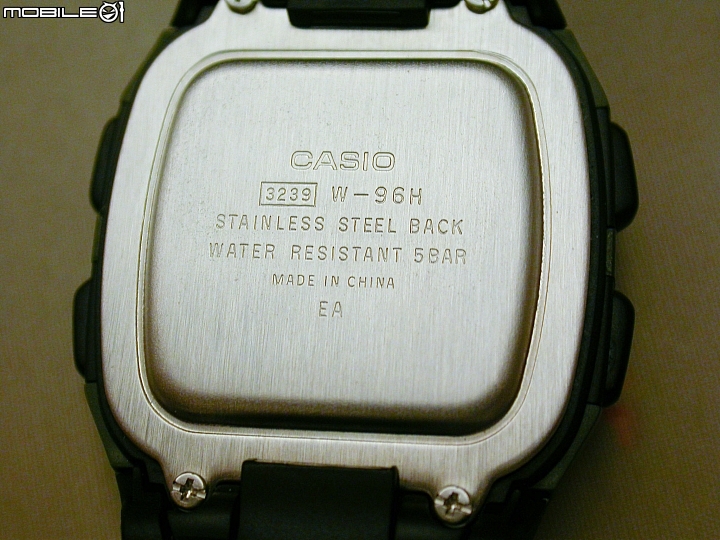 MOBILE01
CASIO
3239 W-96H
STAINLESS STEEL BACK
WATER RESISTANT 5BAR
MADE IN CHINA
EA